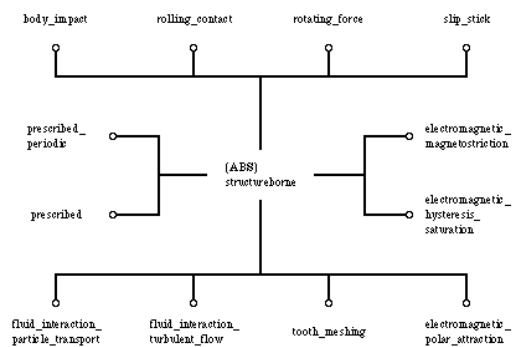 body_impact
rolling_contact
rotating_force
slip_stick
prescribed_
periodic
electromagnetic_
magnetostriction
(ABS)
structureborne
prescribed
electromagnetic_
hysteresis_
saturation
fluid_interaction_
particle_transport
fluid_interaction_
turbulent_flow
tooth_meshing
electromagnetic_
polar_attraction